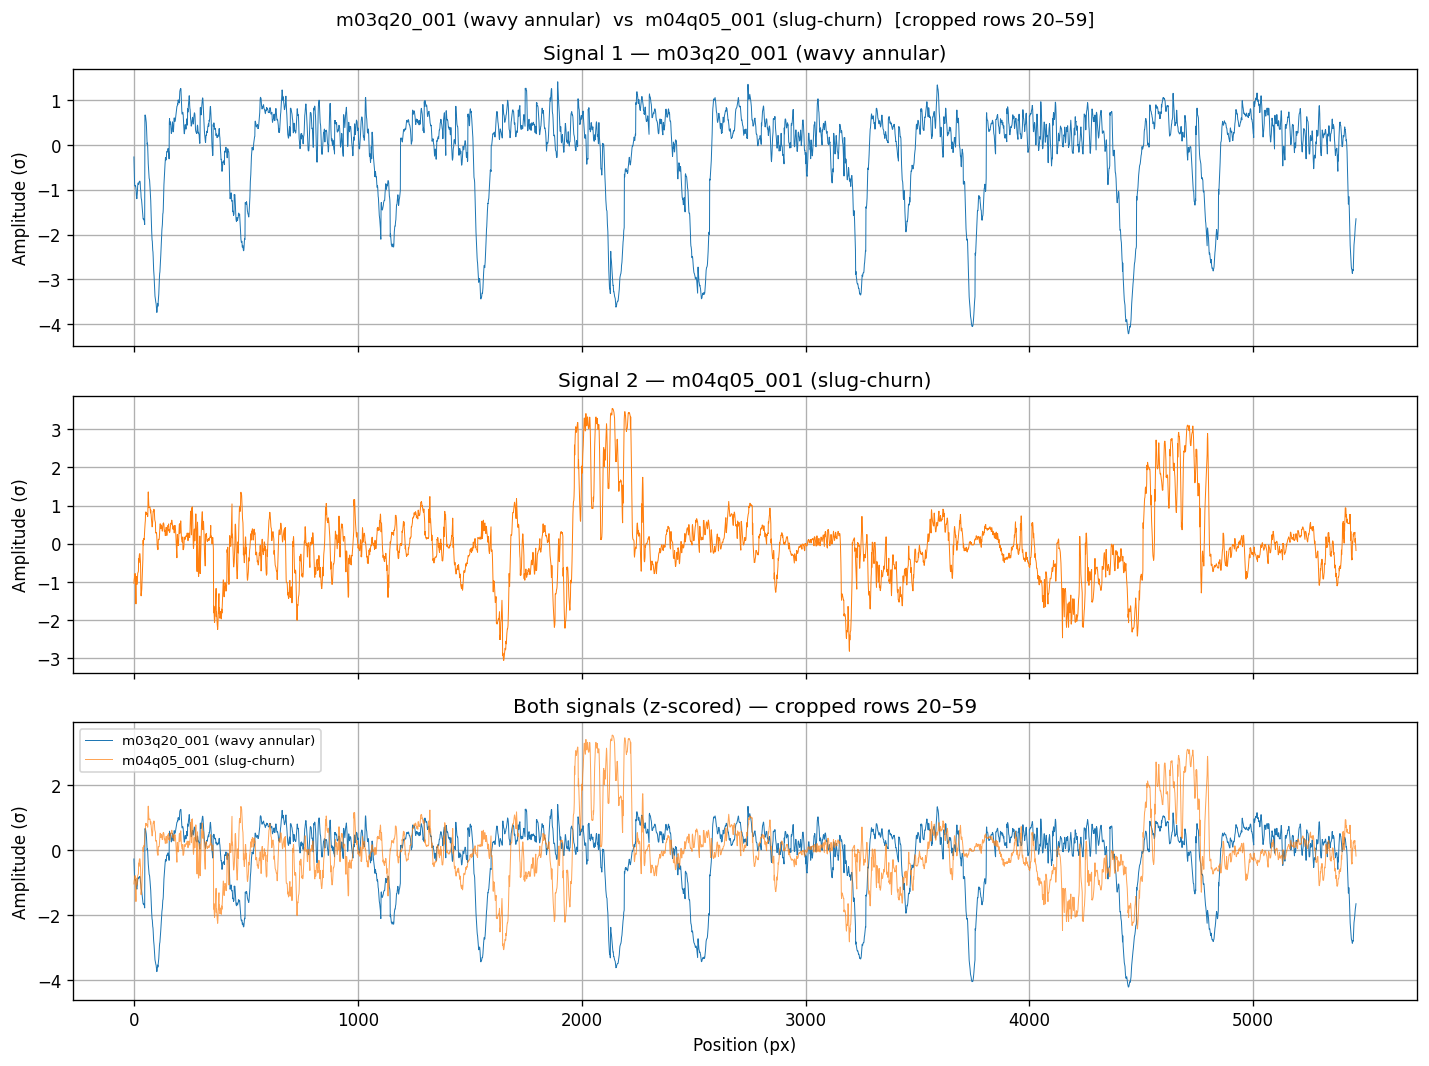 m03q20_001 (wavy annular)  vs  m04q05_001 (slug-churn)  [cropped rows 20–59]
Signal 1 — m03q20_001 (wavy annular)
Amplitude (σ)
1
0
−1
−2
−3
−4
Signal 2 — m04q05_001 (slug-churn)
Amplitude (σ)
3
2
1
0
−1
−2
−3
Both signals (z-scored) — cropped rows 20–59
m03q20_001 (wavy annular)
m04q05_001 (slug-churn)
Amplitude (σ)
2
0
−2
−4
0 1000 2000 3000 4000 5000
Position (px)